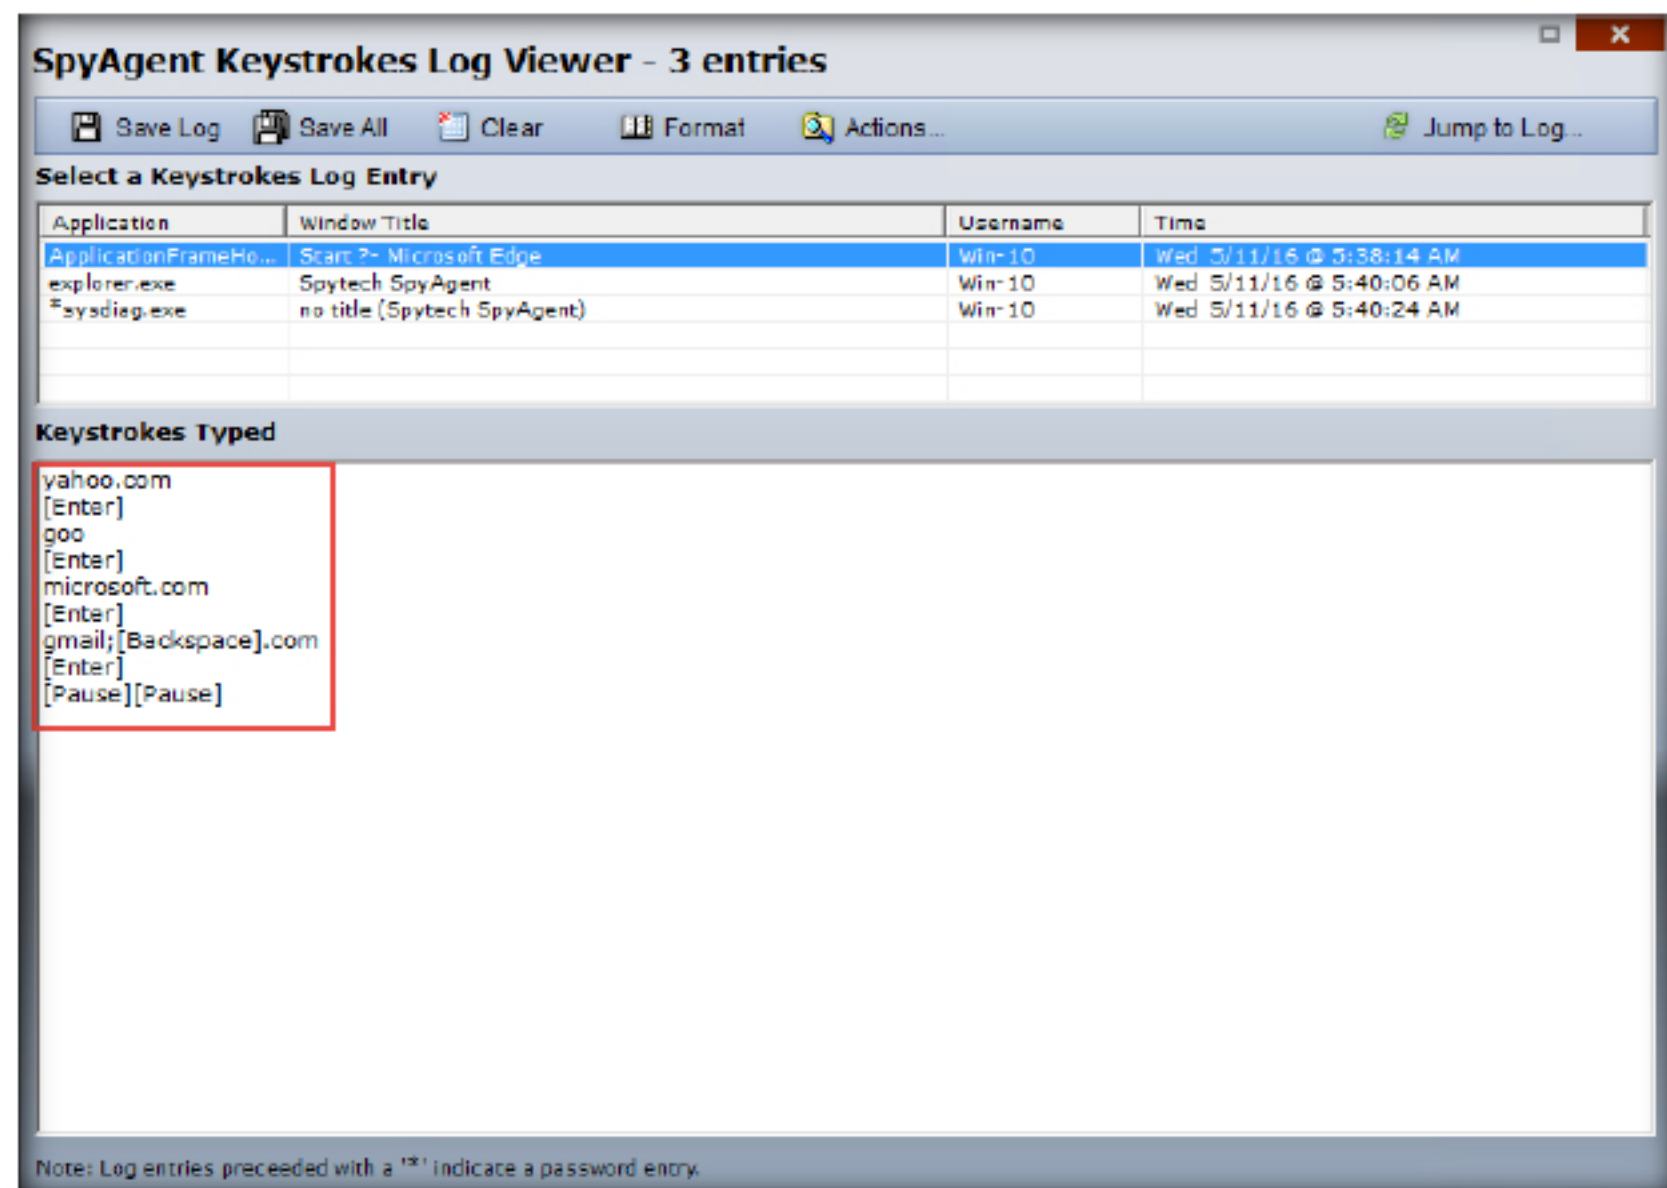 SpyAgent Keystrokes Log Viewer - 3 entries
Save Log Save All Clear Format Actions... Jump to Log...
Select a Keystrokes Log Entry
Application Window Title Username Time
ApplicationFrameHo... Start ?- Microsoft Edge Win-10 Wed 5/11/16 @ 5:38:14 AM
explorer.exe Spytech SpyAgent Win-10 Wed 5/11/16 @ 5:40:06 AM
*sysdiag.exe no title (Spytech SpyAgent) Win-10 Wed 5/11/16 @ 5:40:24 AM
Keystrokes Typed
yahoo.com
[Enter]
goo
[Enter]
microsoft.com
[Enter]
gmail;[Backspace].com
[Enter]
[Pause][Pause]
Note: Log entries preceeded with a '*' indicate a password entry.